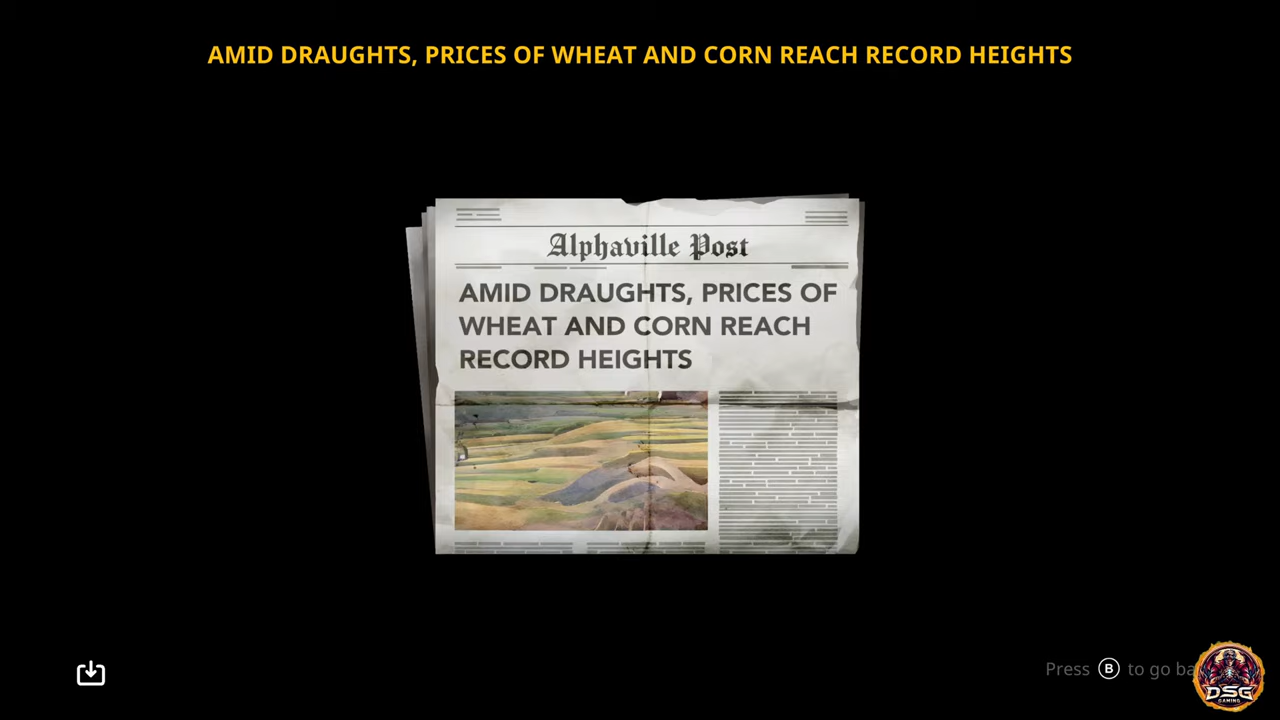 AMID DRAUGHTS, PRICES OF WHEAT AND CORN REACH RECORD HEIGHTS
Alphaville Post
AMID DRAUGHTS, PRICES OF
WHEAT AND CORN REACH
RECORD HEIGHTS
Press B to go ba
DSG
GAMING